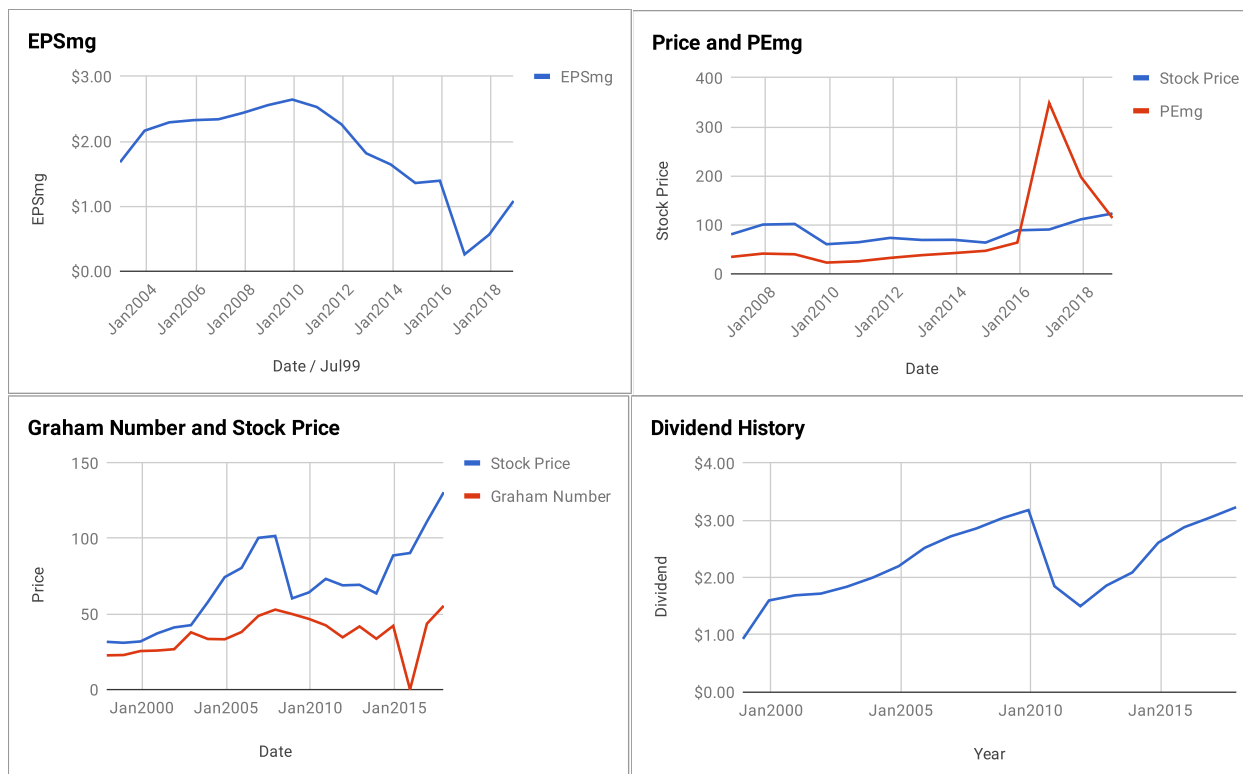 EPSmg
$3.00
$2.00
$1.00
$0.00
EPSmg
EPSmg
Jan2004
Jan2006
Jan2008
Jan2010
Jan2012
Jan2014
Jan2016
Jan2018
Date / Jul99
Price and PEmg
400
300
200
100
0
Stock Price
Stock Price
PEmg
Jan2008
Jan2010
Jan2012
Jan2014
Jan2016
Jan2018
Date
Graham Number and Stock Price
150
100
50
0
Price
Stock Price
Graham Number
Jan2000
Jan2005
Jan2010
Jan2015
Date
Dividend History
$4.00
$3.00
$2.00
$1.00
$0.00
Dividend
Jan2000
Jan2005
Jan2010
Jan2015
Year